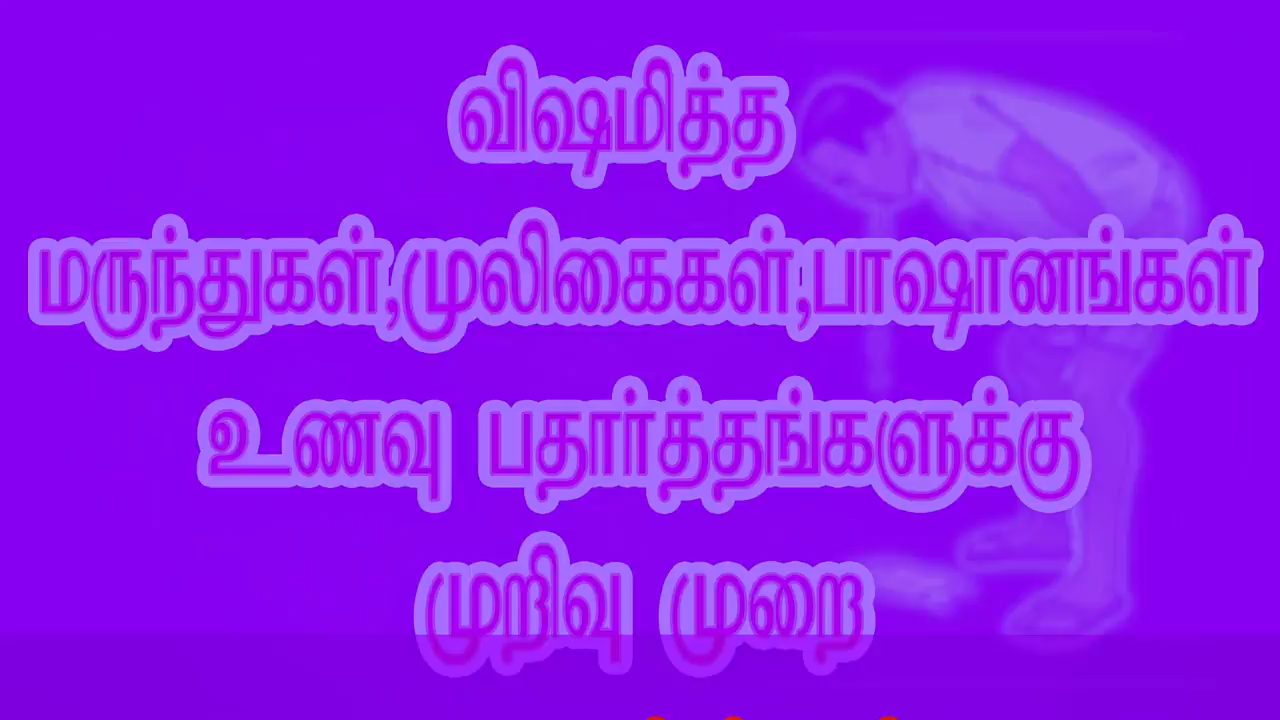 விஷமித்த
மருந்துகள்,முலிகைகள்,பாஷானங்கள்
உணவு பதார்த்தங்களுக்கு
முறிவு முறை